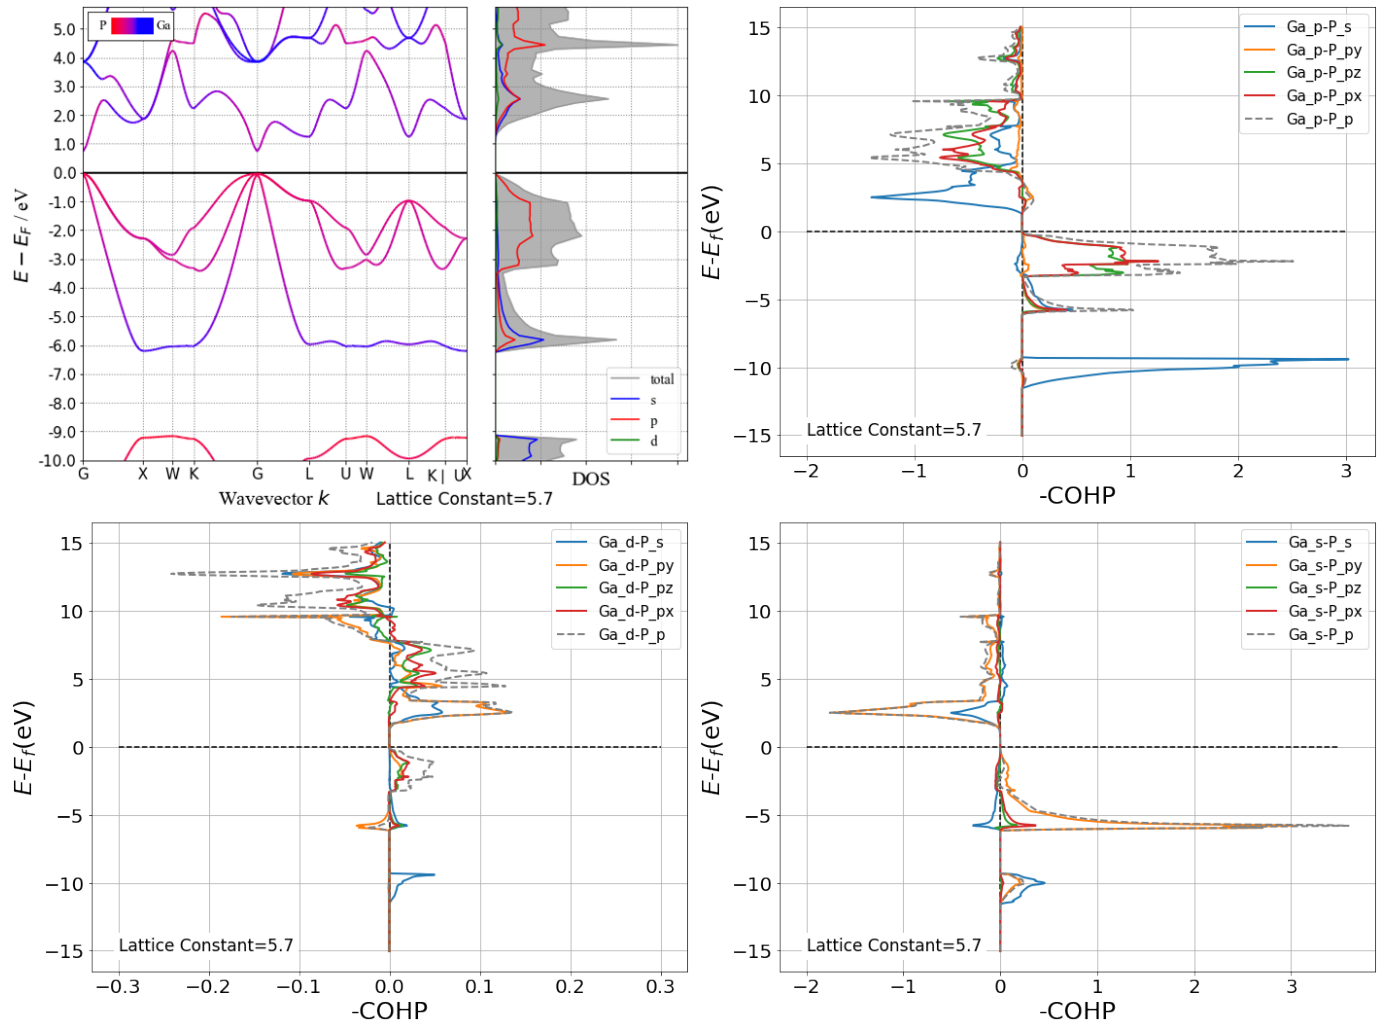 P Ga
5.0
4.0
3.0
2.0
1.0
0.0
-1.0
-2.0
-3.0
-4.0
-5.0
-6.0
-7.0
-8.0
-9.0
-10.0
E − E_F / eV
G X W K G L U W L K| UX
Wavevector k Lattice Constant=5.7
total
s
p
d
DOS
Ga_p-P_s
Ga_p-P_py
Ga_p-P_pz
Ga_p-P_px
Ga_p-P_p
15
10
5
0
−5
−10
−15
E-E_f(eV)
Lattice Constant=5.7
−2 −1 0 1 2 3
-COHP
Ga_d-P_s
Ga_d-P_py
Ga_d-P_pz
Ga_d-P_px
Ga_d-P_p
15
10
5
0
−5
−10
−15
E-E_f(eV)
Lattice Constant=5.7
−0.3 −0.2 −0.1 0.0 0.1 0.2 0.3
-COHP
Ga_s-P_s
Ga_s-P_py
Ga_s-P_pz
Ga_s-P_px
Ga_s-P_p
15
10
5
0
−5
−10
−15
E-E_f(eV)
Lattice Constant=5.7
−2 −1 0 1 2 3
-COHP